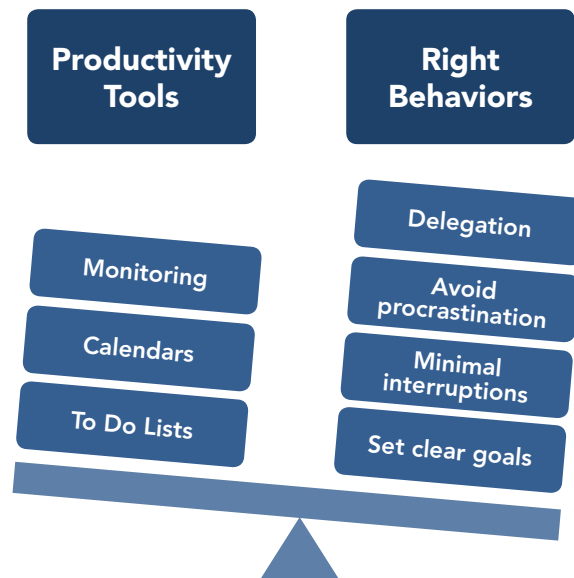 Productivity
Tools
Right
Behaviors
Monitoring
Calendars
To Do Lists
Delegation
Avoid
procrastination
Minimal
interruptions
Set clear goals